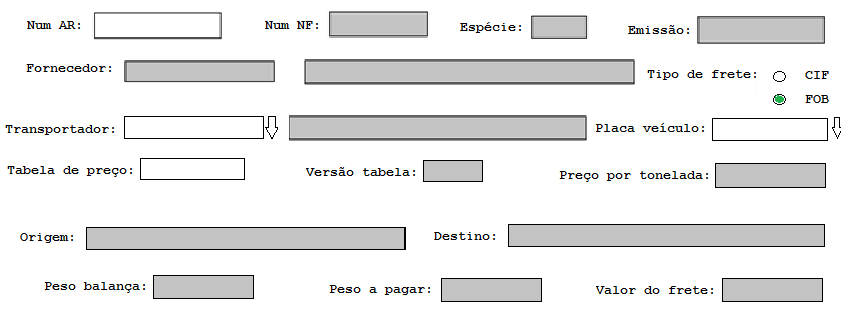 Num AR: Num NF: Espécie: Emissão:
Fornecedor: Tipo de frete: CIF
FOB
Transportador: Placa veículo:
Tabela de preço: Versão tabela: Preço por tonelada:
Origem: Destino:
Peso balança: Peso a pagar: Valor do frete: